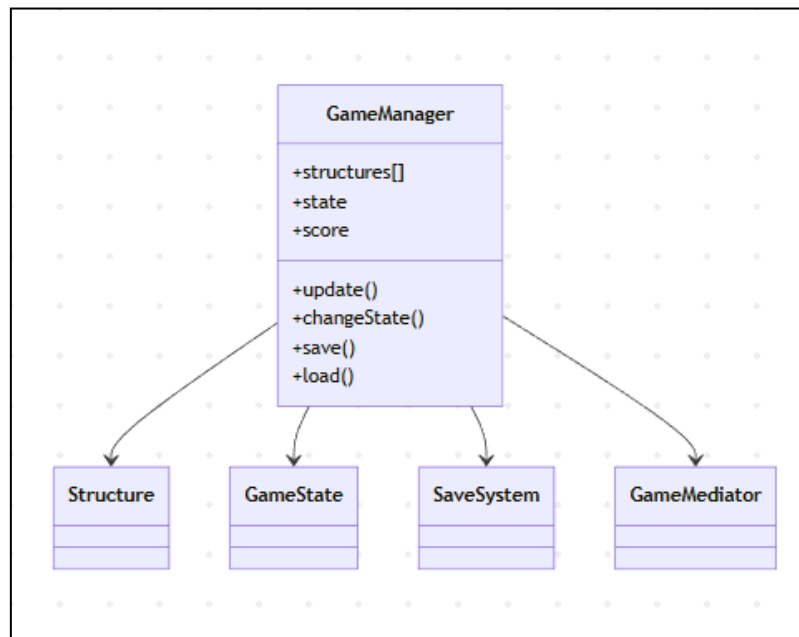 GameManager
+structures[]
+state
+score
+update()
+changeState()
+save()
+load()
Structure
GameState
SaveSystem
GameMediator